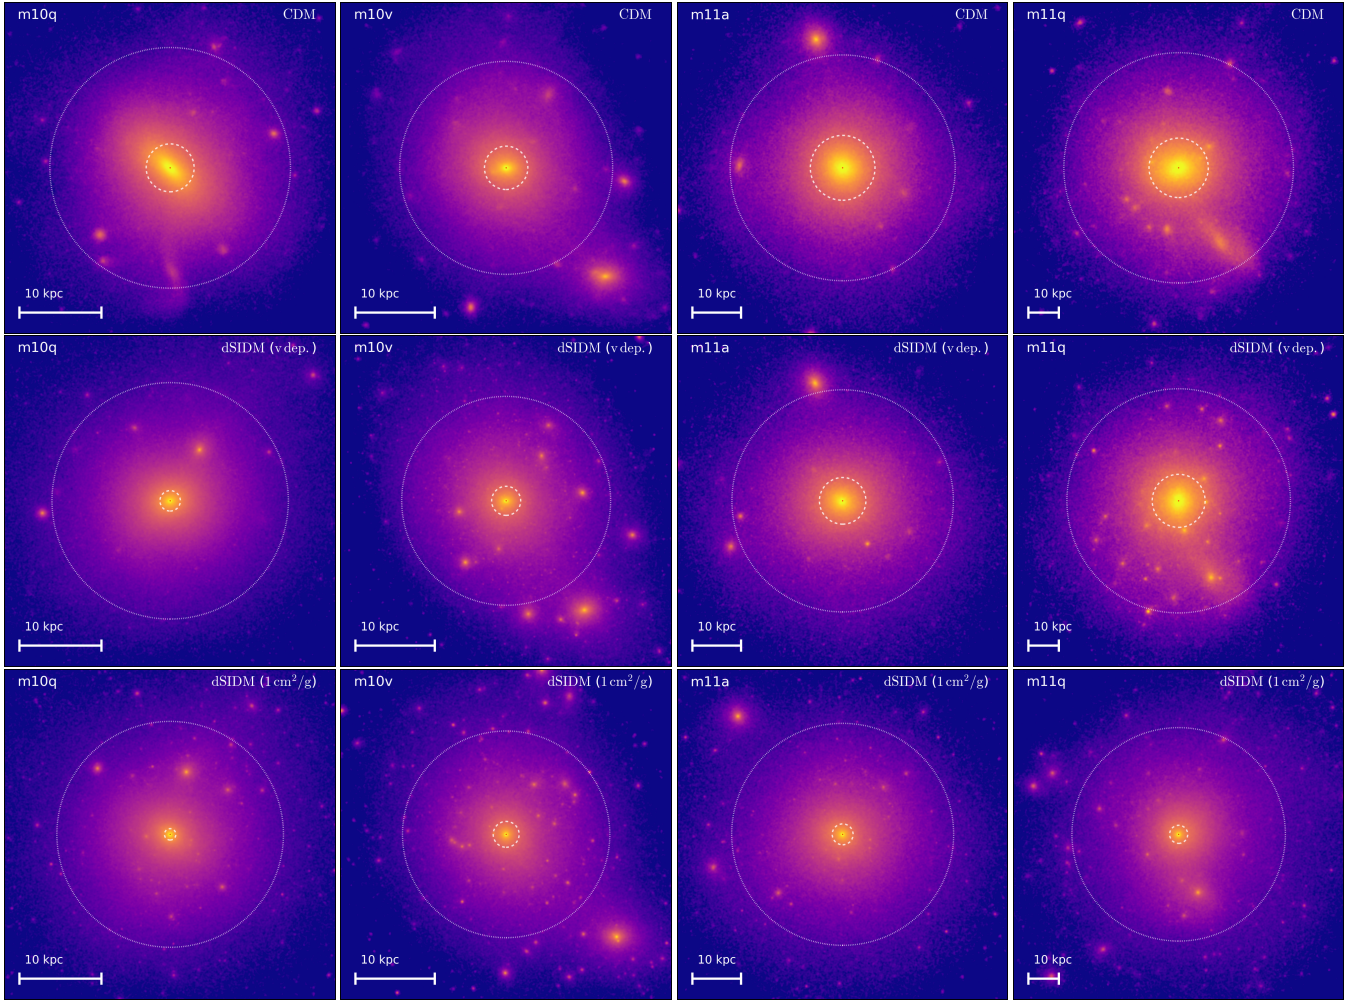 m10q CDM
m10v CDM
m11a CDM
m11q CDM
10 kpc
10 kpc
10 kpc
10 kpc
m10q dSIDM (v dep.)
m10v dSIDM (v dep.)
m11a dSIDM (v dep.)
m11q dSIDM (v dep.)
10 kpc
10 kpc
10 kpc
10 kpc
m10q dSIDM (1 cm²/g)
m10v dSIDM (1 cm²/g)
m11a dSIDM (1 cm²/g)
m11q dSIDM (1 cm²/g)
10 kpc
10 kpc
10 kpc
10 kpc